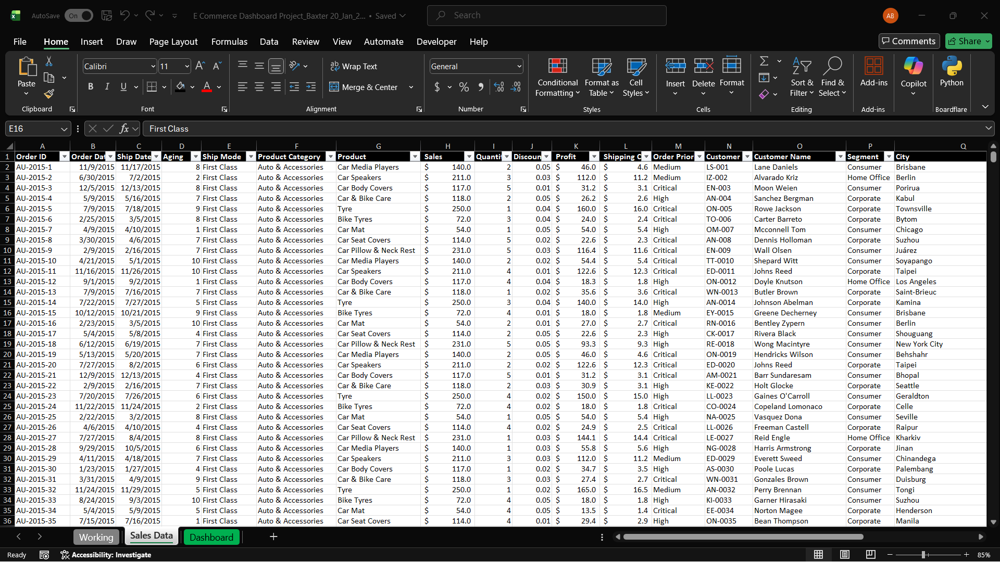 AutoSave On E Commerce Dashboard Project_Baxter 20_Jan_2... • Saved Search AB
File Home Insert Draw Page Layout Formulas Data Review View Automate Developer Help Comments Share
Paste Calibri 11 Wrap Text General Conditional Formatting Format as Table Cell Styles Insert Delete Format Sort & Filter Find & Select Add-ins Copilot Python
B I U A Merge & Center $ %
Clipboard Font Alignment Number Styles Cells Editing Add-ins Boardflare
E16 fx First Class
A B C D E F G H I J K L M N O P Q
1 Order ID Order Dat Ship Date Aging Ship Mode Product Category Product Sales Quantit Discoun Profit Shipping C Order Prior Customer Customer Name Segment City
2 AU-2015-1 11/9/2015 11/17/2015 8 First Class Auto & Accessories Car Media Players $ 140.0 2 0.05 $ 46.0 $ 4.6 Medium LS-001 Lane Daniels Consumer Brisbane
3 AU-2015-2 6/30/2015 7/2/2015 2 First Class Auto & Accessories Car Speakers $ 211.0 3 0.03 $ 112.0 $ 11.2 Medium IZ-002 Alvarado Kriz Home Office Berlin
4 AU-2015-3 12/5/2015 12/13/2015 8 First Class Auto & Accessories Car Body Covers $ 117.0 5 0.01 $ 31.2 $ 3.1 Critical EN-003 Moon Weien Consumer Porirua
5 AU-2015-4 5/9/2015 5/16/2015 7 First Class Auto & Accessories Car & Bike Care $ 118.0 2 0.05 $ 26.2 $ 2.6 High AN-004 Sanchez Bergman Corporate Kabul
6 AU-2015-5 7/9/2015 7/18/2015 9 First Class Auto & Accessories Tyre $ 250.0 1 0.04 $ 160.0 $ 16.0 Critical ON-005 Rowe Jackson Corporate Townsville
7 AU-2015-6 2/25/2015 3/5/2015 8 First Class Auto & Accessories Bike Tyres $ 72.0 3 0.04 $ 24.0 $ 2.4 Critical TO-006 Carter Barreto Corporate Bytom
8 AU-2015-7 4/9/2015 4/10/2015 1 First Class Auto & Accessories Car Mat $ 54.0 1 0.05 $ 54.0 $ 5.4 High OM-007 Mcconnell Tom Consumer Chicago
9 AU-2015-8 3/30/2015 4/6/2015 7 First Class Auto & Accessories Car Seat Covers $ 114.0 5 0.02 $ 22.6 $ 2.3 Critical AN-008 Dennis Holloman Corporate Suzhou
10 AU-2015-9 2/9/2015 2/16/2015 7 First Class Auto & Accessories Car Pillow & Neck Rest $ 231.0 5 0.03 $ 116.4 $ 11.6 Critical EN-009 Wall Olsen Consumer Juárez
11 AU-2015-10 4/21/2015 5/1/2015 10 First Class Auto & Accessories Car Media Players $ 140.0 2 0.02 $ 54.4 $ 5.4 Critical TT-0010 Shepard Witt Consumer Soyapango
12 AU-2015-11 11/16/2015 11/26/2015 10 First Class Auto & Accessories Car Speakers $ 211.0 4 0.01 $ 122.6 $ 12.3 Critical ED-0011 Johns Reed Corporate Taipei
13 AU-2015-12 9/1/2015 9/2/2015 1 First Class Auto & Accessories Car Body Covers $ 117.0 4 0.04 $ 18.3 $ 1.8 High ON-0012 Doyle Knutson Home Office Los Angeles
14 AU-2015-13 7/9/2015 7/16/2015 7 First Class Auto & Accessories Car & Bike Care $ 118.0 1 0.02 $ 35.6 $ 3.6 Critical WN-0013 Butler Brown Corporate Saint-Brieuc
15 AU-2015-14 7/22/2015 7/27/2015 5 First Class Auto & Accessories Tyre $ 250.0 3 0.04 $ 140.0 $ 14.0 High AN-0014 Johnson Abelman Corporate Kamina
16 AU-2015-15 10/12/2015 10/21/2015 9 First Class Auto & Accessories Bike Tyres $ 72.0 4 0.01 $ 18.0 $ 1.8 Medium EY-0015 Greene Decherney Consumer Brisbane
17 AU-2015-16 2/23/2015 3/5/2015 10 First Class Auto & Accessories Car Mat $ 54.0 2 0.01 $ 27.0 $ 2.7 Critical RN-0016 Bentley Zypern Consumer Berlin
18 AU-2015-17 5/4/2015 5/8/2015 4 First Class Auto & Accessories Car Seat Covers $ 114.0 2 0.05 $ 22.6 $ 2.3 High CK-0017 Rivera Black Consumer Shouguang
19 AU-2015-18 6/12/2015 6/19/2015 7 First Class Auto & Accessories Car Pillow & Neck Rest $ 231.0 5 0.05 $ 93.3 $ 9.3 High RE-0018 Wong Macintyre Consumer New York City
20 AU-2015-19 5/13/2015 5/20/2015 7 First Class Auto & Accessories Car Media Players $ 140.0 2 0.05 $ 46.0 $ 4.6 Critical ON-0019 Hendricks Wilson Consumer Behshahr
21 AU-2015-20 7/27/2015 8/2/2015 6 First Class Auto & Accessories Car Speakers $ 211.0 2 0.02 $ 122.6 $ 12.3 Critical ED-0020 Johns Reed Corporate Taipei
22 AU-2015-21 12/9/2015 12/13/2015 4 First Class Auto & Accessories Car Body Covers $ 117.0 5 0.01 $ 31.2 $ 3.1 Critical AM-0021 Barr Sundaresam Consumer Bhopal
23 AU-2015-22 2/9/2015 2/16/2015 7 First Class Auto & Accessories Car & Bike Care $ 118.0 2 0.03 $ 30.9 $ 3.1 High KE-0022 Holt Glocke Corporate Seattle
24 AU-2015-23 7/20/2015 7/26/2015 6 First Class Auto & Accessories Tyre $ 250.0 4 0.02 $ 150.0 $ 15.0 High LL-0023 Gaines O'Carroll Consumer Geraldton
25 AU-2015-24 11/22/2015 11/24/2015 2 First Class Auto & Accessories Bike Tyres $ 72.0 4 0.02 $ 18.0 $ 1.8 Critical CO-0024 Copeland Lomonaco Corporate Celle
26 AU-2015-25 2/22/2015 3/2/2015 8 First Class Auto & Accessories Car Mat $ 54.0 1 0.05 $ 54.0 $ 5.4 High NA-0025 Vasquez Dona Consumer Seville
27 AU-2015-26 4/6/2015 4/10/2015 4 First Class Auto & Accessories Car Seat Covers $ 114.0 4 0.02 $ 24.9 $ 2.5 Critical LL-0026 Freeman Castell Corporate Raipur
28 AU-2015-27 7/27/2015 8/4/2015 8 First Class Auto & Accessories Car Pillow & Neck Rest $ 231.0 1 0.03 $ 144.1 $ 14.4 Critical LE-0027 Reid Engle Home Office Kharkiv
29 AU-2015-28 9/29/2015 10/5/2015 6 First Class Auto & Accessories Car Media Players $ 140.0 1 0.03 $ 55.8 $ 5.6 High NG-0028 Harris Armstrong Corporate Jinan
30 AU-2015-29 4/11/2015 4/18/2015 7 First Class Auto & Accessories Car Speakers $ 211.0 3 0.03 $ 112.0 $ 11.2 Medium ED-0029 Everett Sweed Consumer Chinandega
31 AU-2015-30 1/23/2015 1/27/2015 4 First Class Auto & Accessories Car Body Covers $ 117.0 1 0.02 $ 34.7 $ 3.5 High AS-0030 Poole Lucas Corporate Palembang
32 AU-2015-31 3/31/2015 4/9/2015 9 First Class Auto & Accessories Car & Bike Care $ 118.0 3 0.03 $ 27.4 $ 2.7 Critical WN-0031 Gonzales Brown Consumer Duisburg
33 AU-2015-32 11/24/2015 11/29/2015 5 First Class Auto & Accessories Tyre $ 250.0 1 0.02 $ 165.0 $ 16.5 Medium AN-0032 Perry Brennan Consumer Tongi
34 AU-2015-33 8/24/2015 9/3/2015 10 First Class Auto & Accessories Bike Tyres $ 72.0 4 0.05 $ 18.0 $ 1.8 High KI-0033 Garner Hirasaki Consumer Suzhou
35 AU-2015-34 5/4/2015 5/9/2015 5 First Class Auto & Accessories Car Mat $ 54.0 4 0.05 $ 13.5 $ 1.4 Critical EE-0034 Norton Magee Corporate Henderson
36 AU-2015-35 7/15/2015 7/16/2015 1 First Class Auto & Accessories Car Seat Covers $ 114.0 4 0.01 $ 29.4 $ 2.9 High ON-0035 Bean Thompson Corporate Manila
Working Sales Data Dashboard
Ready Accessibility: Investigate 85%